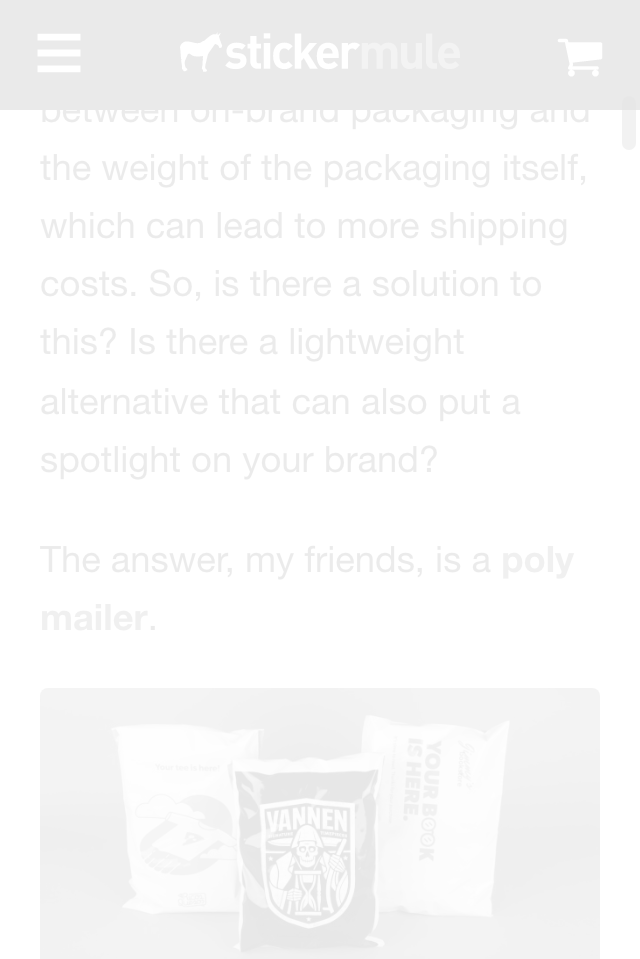 stickermule
between on-brand packaging and
the weight of the packaging itself,
which can lead to more shipping
costs. So, is there a solution to
this? Is there a lightweight
alternative that can also put a
spotlight on your brand?
The answer, my friends, is a poly
mailer.
VANNEN
YOUR BOOK
IS HERE.